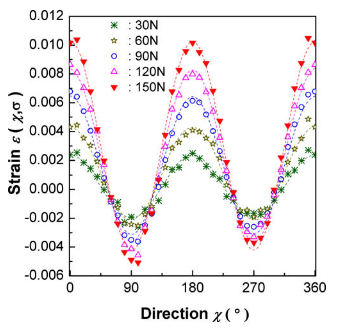 0.012
0.010
0.008
0.006
0.004
0.002
0.000
-0.002
-0.004
-0.006
Strain ε ( χ,σ )
: 30N
: 60N
: 90N
: 120N
: 150N
0 90 180 270 360
Direction χ ( ° )